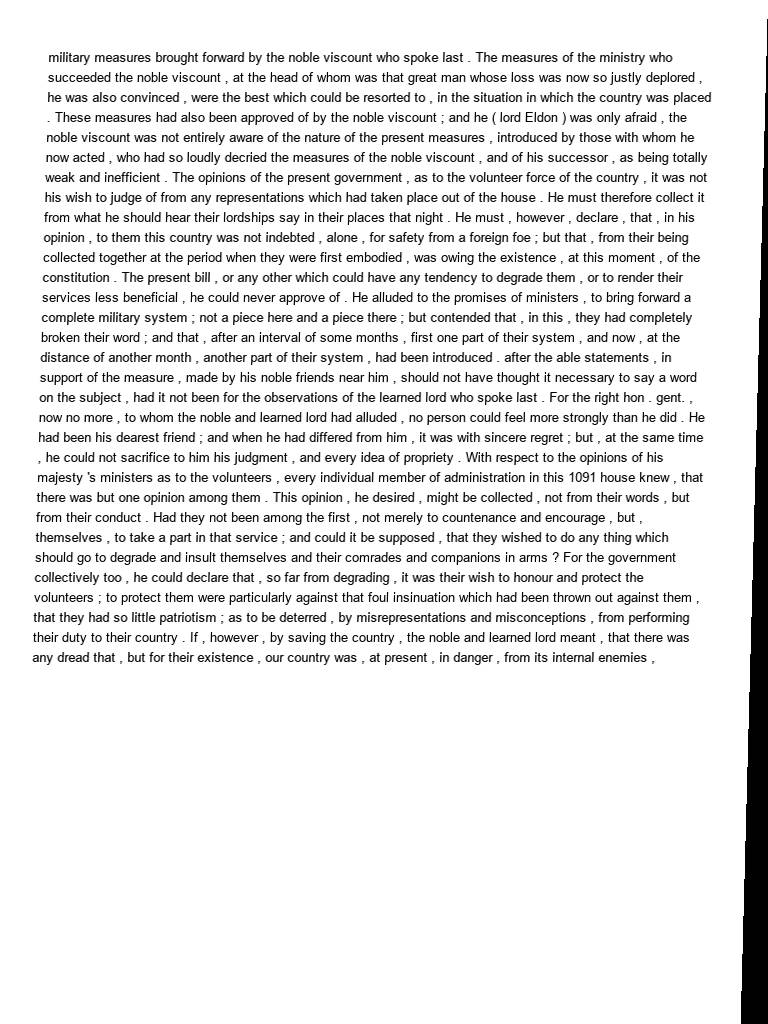 military measures brought forward by the noble viscount who spoke last . The measures of the ministry who
succeeded the noble viscount , at the head of whom was that great man whose loss was now so justly deplored ,
he was also convinced , were the best which could be resorted to , in the situation in which the country was placed
. These measures had also been approved of by the noble viscount ; and he ( lord Eldon ) was only afraid , the
noble viscount was not entirely aware of the nature of the present measures , introduced by those with whom he
now acted , who had so loudly decried the measures of the noble viscount , and of his successor , as being totally
weak and inefficient . The opinions of the present government , as to the volunteer force of the country , it was not
his wish to judge of from any representations which had taken place out of the house . He must therefore collect it
from what he should hear their lordships say in their places that night . He must , however , declare , that , in his
opinion , to them this country was not indebted , alone , for safety from a foreign foe ; but that , from their being
collected together at the period when they were first embodied , was owing the existence , at this moment , of the
constitution . The present bill , or any other which could have any tendency to degrade them , or to render their
services less beneficial , he could never approve of . He alluded to the promises of ministers , to bring forward a
complete military system ; not a piece here and a piece there ; but contended that , in this , they had completely
broken their word ; and that , after an interval of some months , first one part of their system , and now , at the
distance of another month , another part of their system , had been introduced . after the able statements , in
support of the measure , made by his noble friends near him , should not have thought it necessary to say a word
on the subject , had it not been for the observations of the learned lord who spoke last . For the right hon . gent. ,
now no more , to whom the noble and learned lord had alluded , no person could feel more strongly than he did . He
had been his dearest friend ; and when he had differed from him , it was with sincere regret ; but , at the same time
, he could not sacrifice to him his judgment , and every idea of propriety . With respect to the opinions of his
majesty 's ministers as to the volunteers , every individual member of administration in this 1091 house knew , that
there was but one opinion among them . This opinion , he desired , might be collected , not from their words , but
from their conduct . Had they not been among the first , not merely to countenance and encourage , but ,
themselves , to take a part in that service ; and could it be supposed , that they wished to do any thing which
should go to degrade and insult themselves and their comrades and companions in arms ? For the government
collectively too , he could declare that , so far from degrading , it was their wish to honour and protect the
volunteers ; to protect them were particularly against that foul insinuation which had been thrown out against them ,
that they had so little patriotism ; as to be deterred , by misrepresentations and misconceptions , from performing
their duty to their country . If , however , by saving the country , the noble and learned lord meant , that there was
any dread that , but for their existence , our country was , at present , in danger , from its internal enemies ,